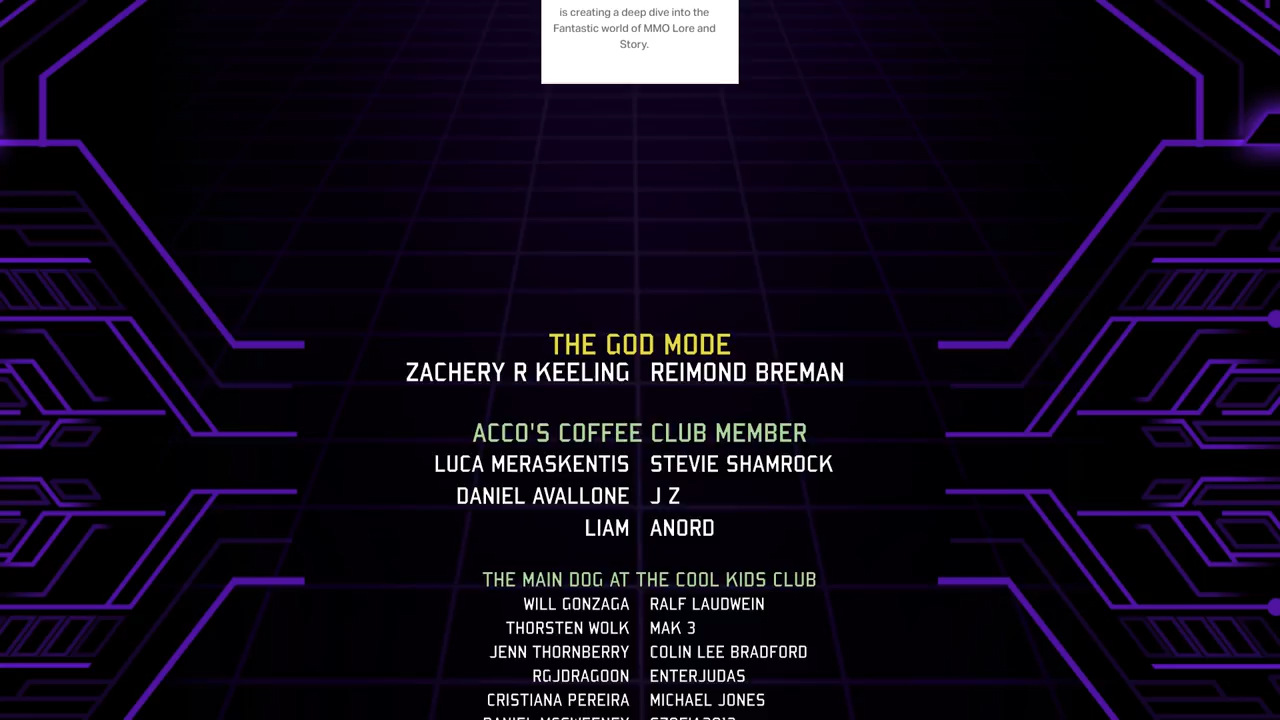 is creating a deep dive into the
Fantastic world of MMO Lore and
Story.
THE GOD MODE
ZACHERY R KEELING REIMOND BREMAN
ACCO'S COFFEE CLUB MEMBER
LUCA MERASKENTIS STEVIE SHAMROCK
DANIEL AVALLONE J Z
LIAM ANORD
THE MAIN DOG AT THE COOL KIDS CLUB
WILL GONZAGA RALF LAUDWEIN
THORSTEN WOLK MAK 3
JENN THORNBERRY COLIN LEE BRADFORD
RGJDRAGOON ENTERJUDAS
CRISTIANA PEREIRA MICHAEL JONES